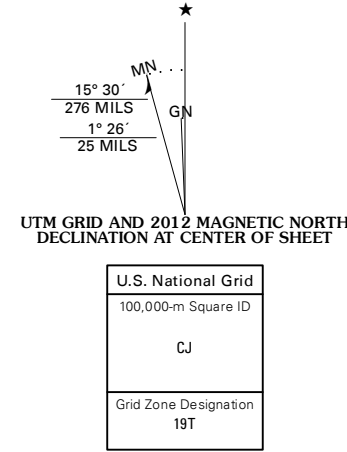 ★
MN
15° 30´
276 MILS
GN
1° 26´
25 MILS
UTM GRID AND 2012 MAGNETIC NORTH
DECLINATION AT CENTER OF SHEET
U.S. National Grid
100,000-m Square ID
CJ
Grid Zone Designation
19T